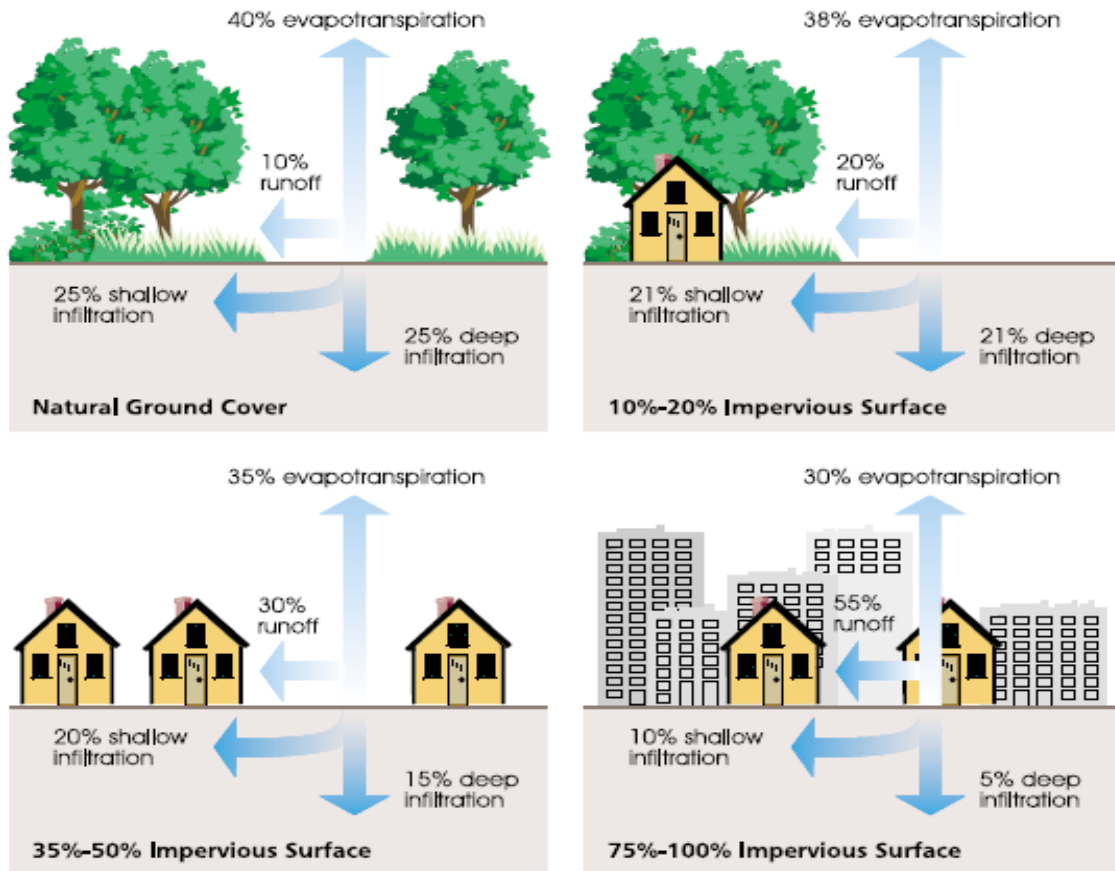 40% evapotranspiration
10%
runoff
25% shallow
infiltration
25% deep
infiltration
Natural Ground Cover
38% evapotranspiration
20%
runoff
21% shallow
infiltration
21% deep
infiltration
10%-20% Impervious Surface
35% evapotranspiration
30%
runoff
20% shallow
infiltration
15% deep
infiltration
35%-50% Impervious Surface
30% evapotranspiration
55%
runoff
10% shallow
infiltration
5% deep
infiltration
75%-100% Impervious Surface